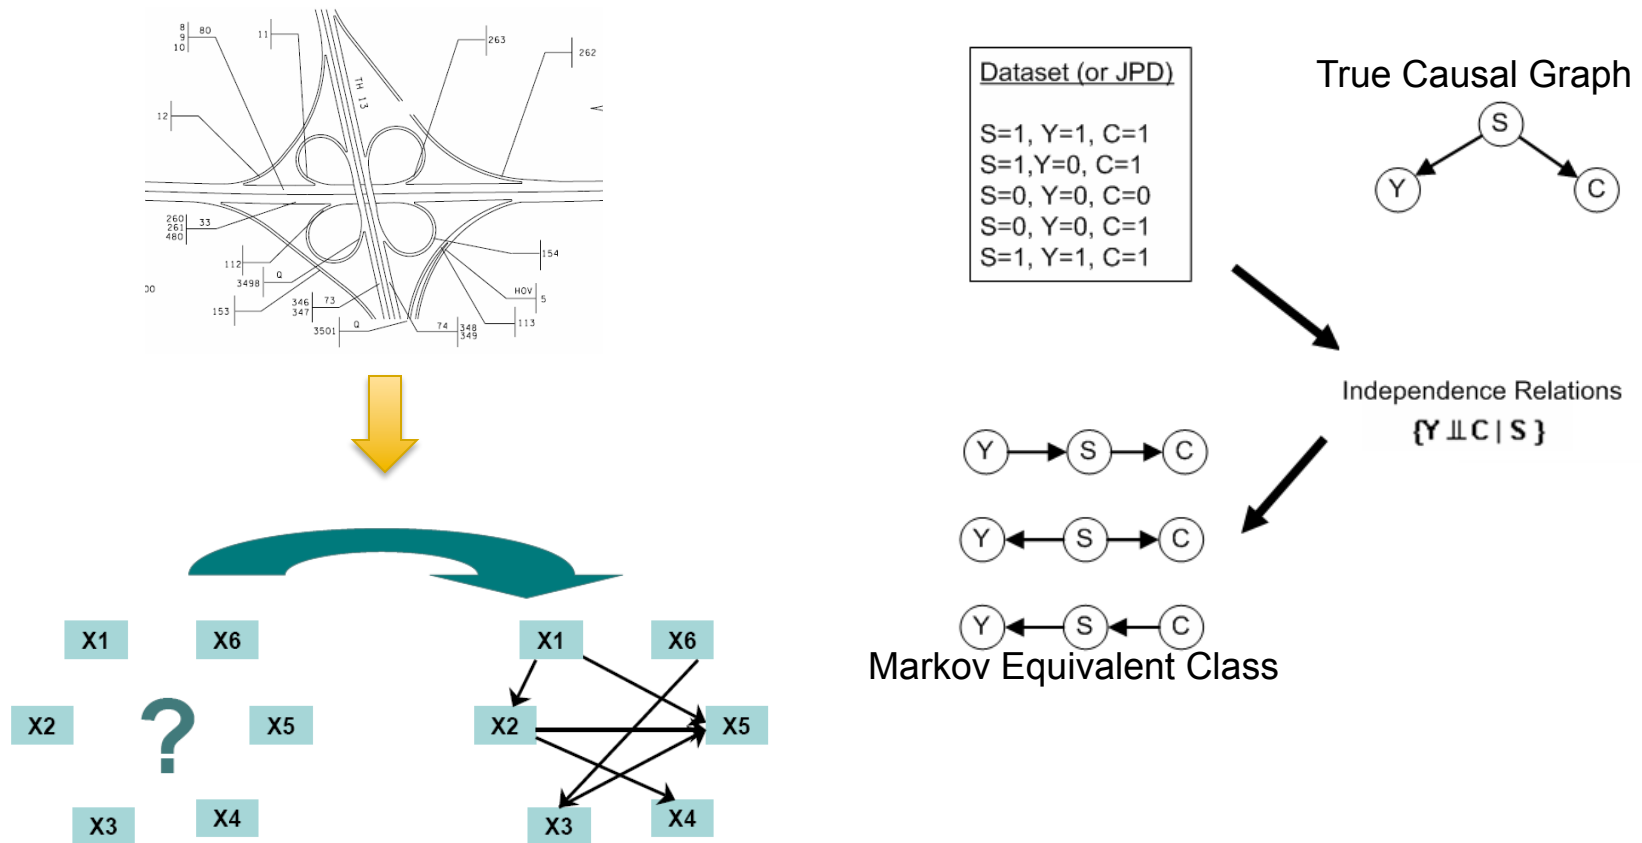 8
9
10
80
11
263
262
TH 13
12
260
261
480
33
112
Q
3498
153
346
347
73
Q
3501
74
348
349
113
HOV
5
154
00
X1
X6
X2
?
X5
X3
X4
X1
X6
X2
X5
X3
X4
Dataset (or JPD)
S=1, Y=1, C=1
S=1,Y=0, C=1
S=0, Y=0, C=0
S=0, Y=0, C=1
S=1, Y=1, C=1
True Causal Graph
S
Y
C
Independence Relations
{Y ⫫ C | S }
Y S C
Y S C
Y S C
Markov Equivalent Class